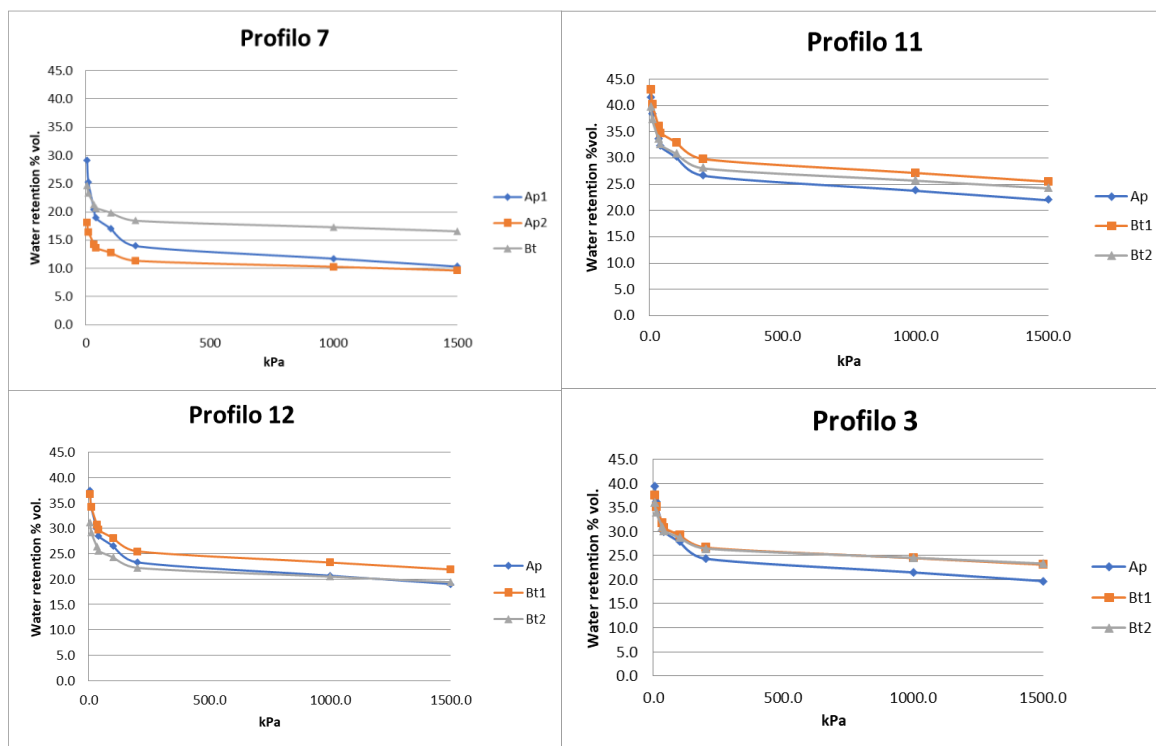 Profilo 7
Water retention % vol.
45.0
40.0
35.0
30.0
25.0
20.0
15.0
10.0
5.0
0.0
0 500 1000 1500
kPa
Ap1
Ap2
Bt
Profilo 11
Water retention %vol.
45.0
40.0
35.0
30.0
25.0
20.0
15.0
10.0
5.0
0.0
0.0 500.0 1000.0 1500.0
kPa
Ap
Bt1
Bt2
Profilo 12
Water retention % vol.
45.0
40.0
35.0
30.0
25.0
20.0
15.0
10.0
5.0
0.0
0.0 500.0 1000.0 1500.0
kPa
Ap
Bt1
Bt2
Profilo 3
Water retention % vol.
45.0
40.0
35.0
30.0
25.0
20.0
15.0
10.0
5.0
0.0
0.0 500.0 1000.0 1500.0
kPa
Ap
Bt1
Bt2